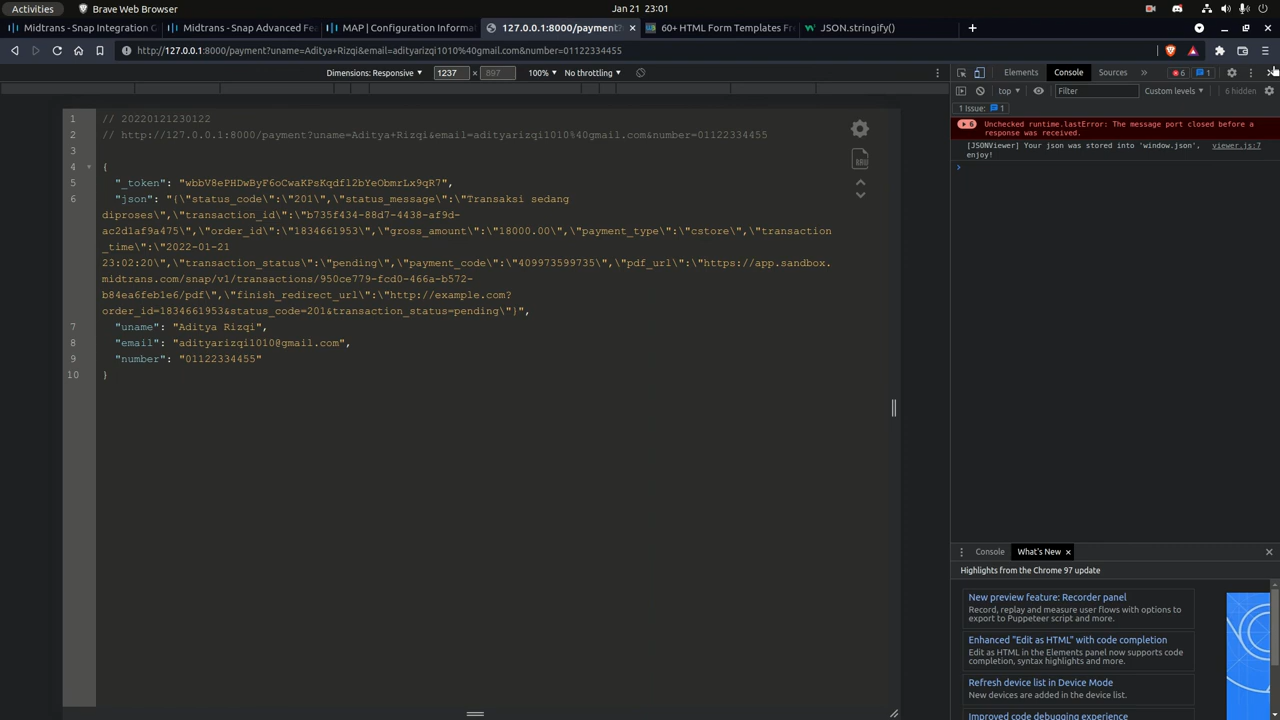 Activities
Brave Web Browser
Jan 21 23:01
Midtrans - Snap Integration G
Midtrans - Snap Advanced Fea
MAP | Configuration Informat
127.0.0.1:8000/payment?
60+ HTML Form Templates Fr
JSON.stringify()
http://127.0.0.1:8000/payment?uname=Aditya+Rizqi&email=adityarizqi1010%40gmail.com&number=01122334455
Dimensions: Responsive
1237
×
897
100%
No throttling
Elements
Console
Sources
6
1
top
Filter
Custom levels
6 hidden
1 Issue:
1
6
Unchecked runtime.lastError: The message port closed before a
response was received.
[JSONViewer] Your json was stored into 'window.json',
enjoy!
viewer.js:7
1 // 20220121230122
2 // http://127.0.0.1:8000/payment?uname=Aditya+Rizqi&email=adityarizqi1010%40gmail.com&number=01122334455
3
4 {
5 "_token": "wbbV8ePHDwByF6oCwaKPsKqdfl2bYeObmrLx9qR7",
6 "json": "{\"status_code\":\"201\",\"status_message\":\"Transaksi sedang
diproses\",\"transaction_id\":\"b735f434-88d7-4438-af9d-
ac2d1af9a475\",\"order_id\":\"1834661953\",\"gross_amount\":\"18000.00\",\"payment_type\":\"cstore\",\"transaction
_time\":\"2022-01-21
23:02:20\",\"transaction_status\":\"pending\",\"payment_code\":\"409973599735\",\"pdf_url\":\"https://app.sandbox.
midtrans.com/snap/v1/transactions/950ce779-fcd0-466a-b572-
b84ea6feb1e6/pdf\",\"finish_redirect_url\":\"http://example.com?
order_id=1834661953&status_code=201&transaction_status=pending\"}",
7 "uname": "Aditya Rizqi",
8 "email": "adityarizqi1010@gmail.com",
9 "number": "01122334455"
10 }
RAW
Console
What's New
Highlights from the Chrome 97 update
New preview feature: Recorder panel
Record, replay and measure user flows with options to
export to Puppeteer script and more.
Enhanced "Edit as HTML" with code completion
Edit as HTML in the Elements panel now supports code
completion, syntax highlights and more.
Refresh device list in Device Mode
New devices are added in the device list.
Improved code debugging experience